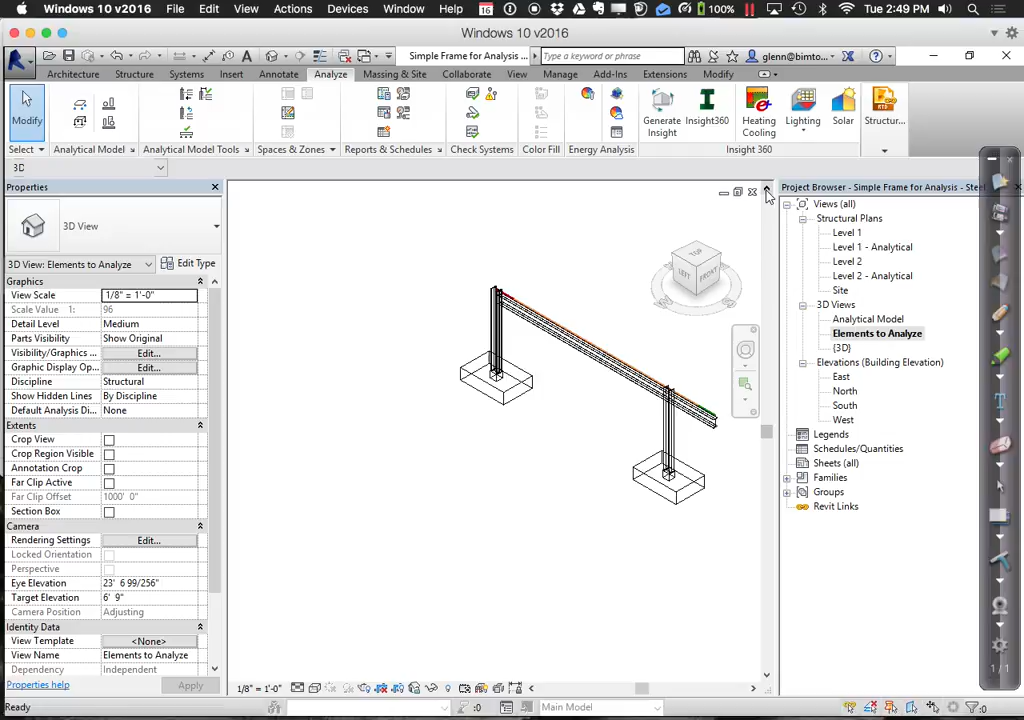 Windows 10 v2016 File Edit View Actions Devices Window Help 16 100% Tue 2:49 PM
Windows 10 v2016
Simple Frame for Analysis ... Type a keyword or phrase glenn@bimto...
Architecture Structure Systems Insert Annotate Analyze Massing & Site Collaborate View Manage Add-Ins Extensions Modify
Modify
Generate Insight
Insight360
Heating Cooling
Lighting
Solar
Structur...
Select Analytical Model Analytical Model Tools Spaces & Zones Reports & Schedules Check Systems Color Fill Energy Analysis Insight 360
3D
Properties
3D View
3D View: Elements to Analyze Edit Type
Graphics
View Scale 1/8" = 1'-0"
Scale Value 1: 96
Detail Level Medium
Parts Visibility Show Original
Visibility/Graphics ... Edit...
Graphic Display Op... Edit...
Discipline Structural
Show Hidden Lines By Discipline
Default Analysis Di... None
Extents
Crop View
Crop Region Visible
Annotation Crop
Far Clip Active
Far Clip Offset 1000' 0"
Section Box
Camera
Rendering Settings Edit...
Locked Orientation
Perspective
Eye Elevation 23' 6 99/256"
Target Elevation 6' 9"
Camera Position Adjusting
Identity Data
View Template <None>
View Name Elements to Analyze
Dependency Independent
Properties help Apply
TOP
LEFT
FRONT
Project Browser - Simple Frame for Analysis - Steel
Views (all)
Structural Plans
Level 1
Level 1 - Analytical
Level 2
Level 2 - Analytical
Site
3D Views
Analytical Model
Elements to Analyze
{3D}
Elevations (Building Elevation)
East
North
South
West
Legends
Schedules/Quantities
Sheets (all)
Families
Groups
Revit Links
1 / 1
1/8" = 1'-0"
Ready :0 Main Model :0